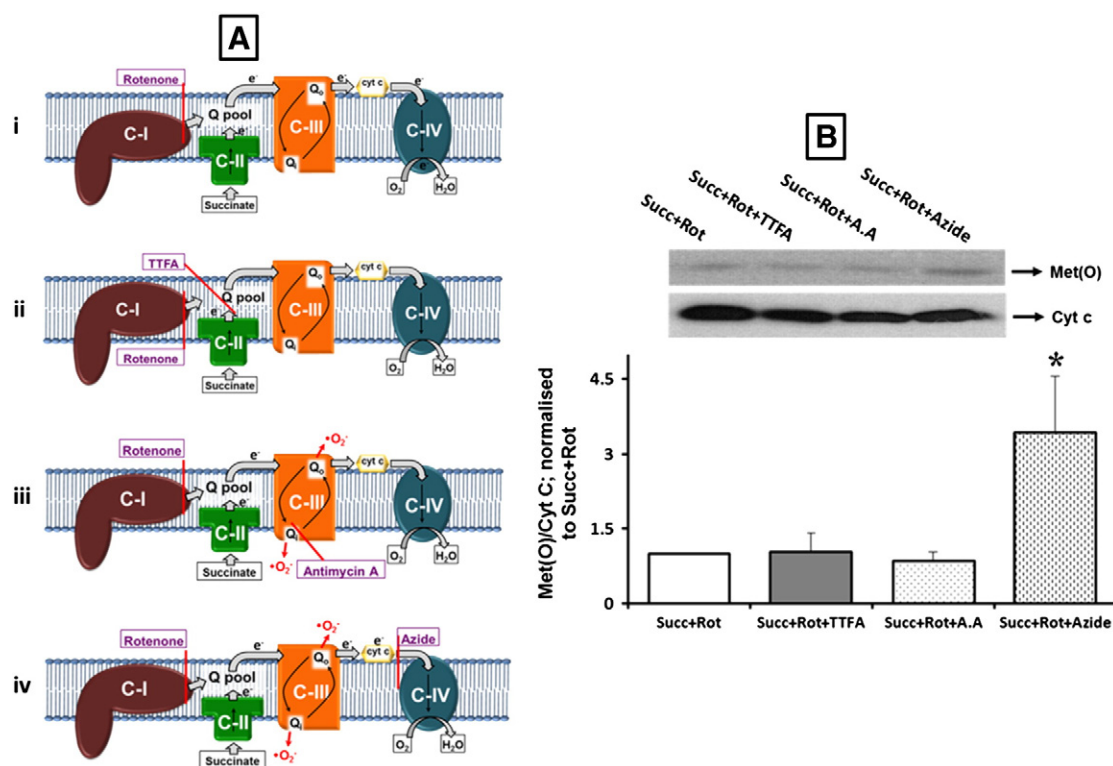 A
i
Rotenone
C-I
Q pool
e-
C-II
Succinate
e-
Qo
C-III
Qi
e-
cyt c
e-
C-IV
e-
O2
H2O
ii
TTFA
C-I
Rotenone
Q pool
e-
C-II
Succinate
Qo
C-III
Qi
cyt c
C-IV
O2
H2O
iii
Rotenone
C-I
Q pool
e-
C-II
Succinate
e-
•O2-
Qo
C-III
Qi
•O2-
Antimycin A
cyt c
C-IV
O2
H2O
iv
Rotenone
C-I
Q pool
e-
C-II
Succinate
e-
•O2-
Qo
C-III
Qi
•O2-
e-
e-
cyt c
Azide
C-IV
O2
H2O
B
Succ+Rot
Succ+Rot+TTFA
Succ+Rot+A.A
Succ+Rot+Azide
Met(O)
Cyt c
Met(O)/Cyt C; normalised
to Succ+Rot
4.5
3
1.5
0
*
Succ+Rot
Succ+Rot+TTFA
Succ+Rot+A.A
Succ+Rot+Azide